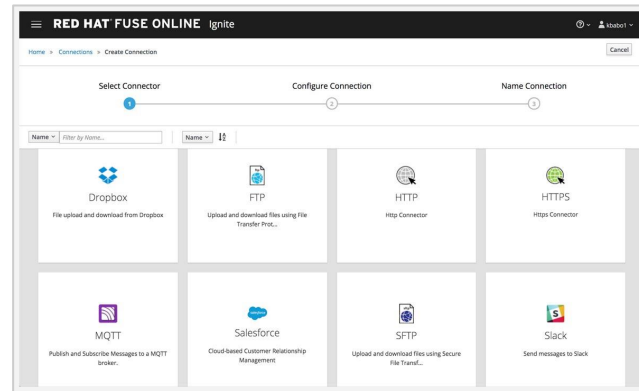 RED HAT® FUSE ONLINE Ignite
kbabo1
Home » Connections » Create Connection
Cancel
Select Connector
Configure Connection
Name Connection
1
2
3
Name
Filter by Name...
Name
Dropbox
File upload and download from Dropbox
FTP
Upload and download files using File
Transfer Prot...
HTTP
Http Connector
HTTPS
Https Connector
MQTT
Publish and Subscribe Messages to a MQTT
broker.
salesforce
Salesforce
Cloud-based Customer Relationship
Management
SFTP
Upload and download files using Secure
File Transf...
S
Slack
Send messages to Slack